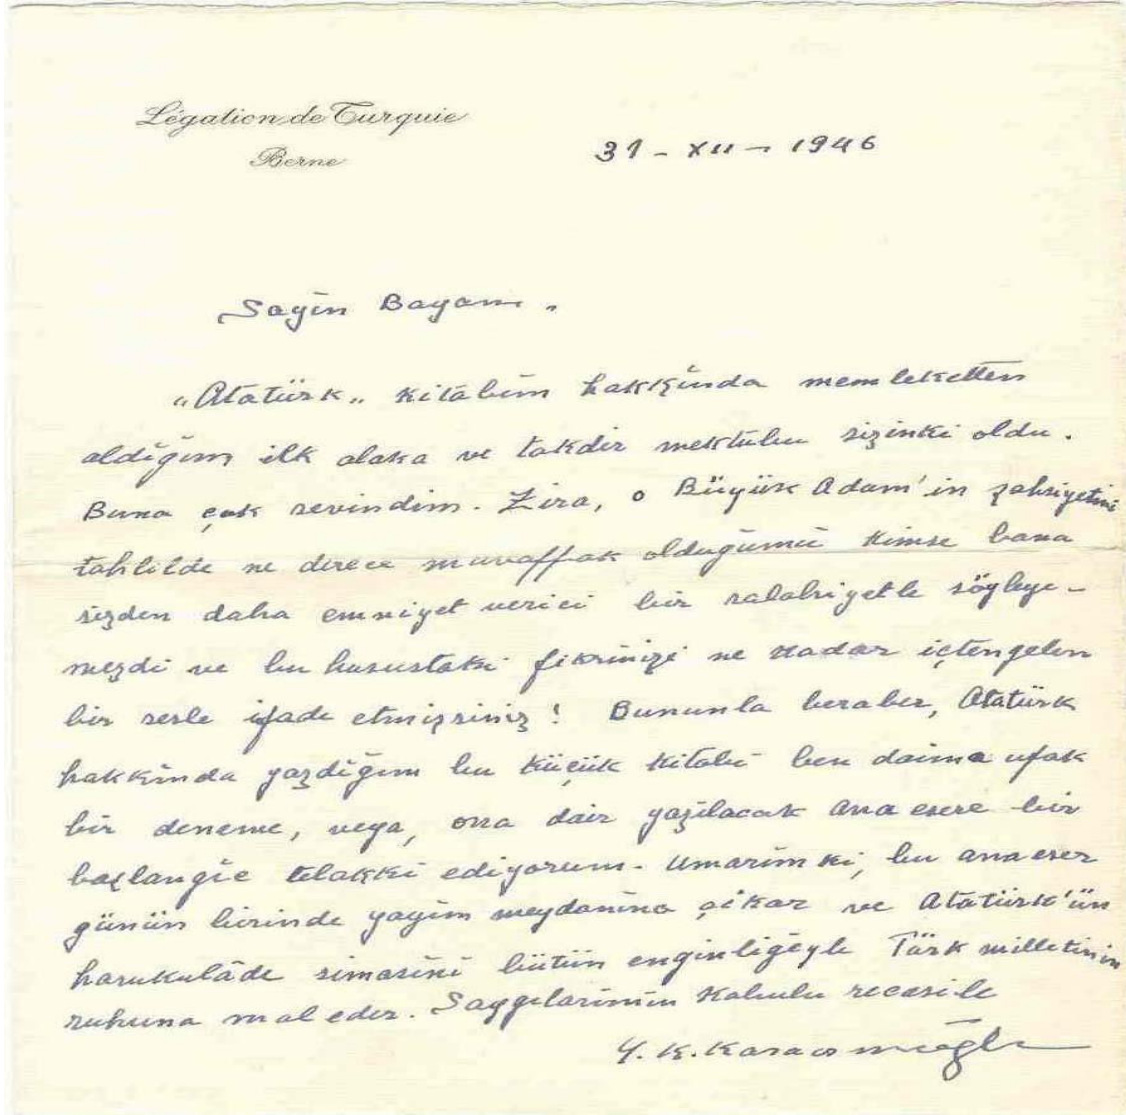 Légation de Turquie
Berne
31 - XII - 1946
Sayın Bayan,
"Atatürk" kitabım hakkında memleketten
aldığım ilk alaka ve takdir mektubu sizinki oldu.
Buna çok sevindim. Zira, o Büyük Adam'ın şahsiyetini
tahlilde ne derece muvaffak olduğumu kimse bana
sizden daha emniyet verici bir salahiyetle söyleye-
mezdi ve bu husustaki fikrinizi ne kadar içten gelen
bir sesle ifade etmişsiniz! Bununla beraber, Atatürk
hakkında yazdığım bu küçük kitabı ben daima ufak
bir deneme, veya, ona dair yazılacak ana esere bir
başlangıç telakki ediyorum. Umarım ki, bu ana eser
günün birinde yayım meydanına çıkar ve Atatürk'ün
harukulâde simasını bütün enginliğiyle Türk milletinin
ruhuna mal eder. Saygılarımın kabulu ricasile
Y. K. Karaosmanoğlu